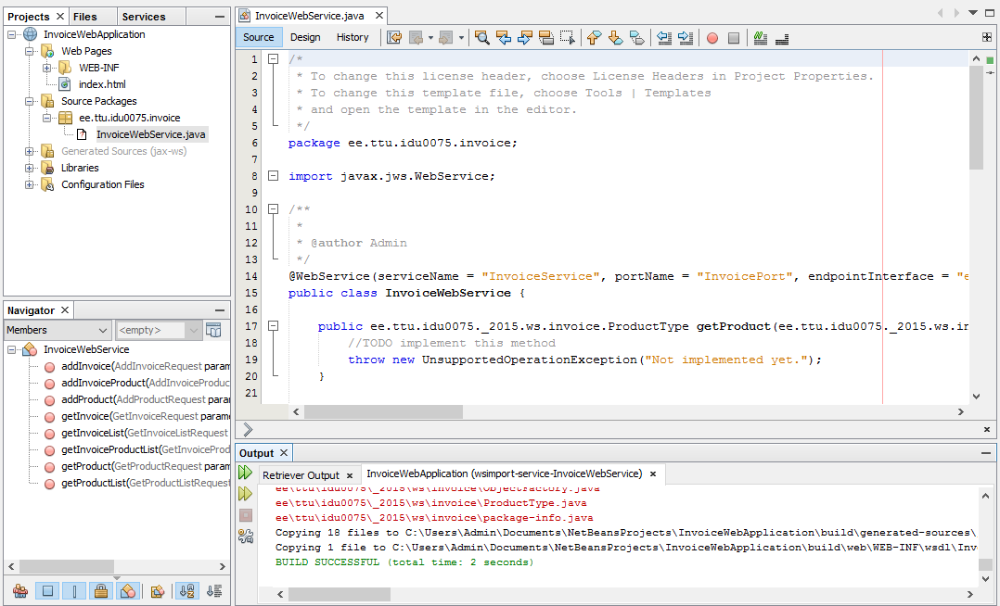 Projects
Files
Services
InvoiceWebApplication
Web Pages
WEB-INF
index.html
Source Packages
ee.ttu.idu0075.invoice
InvoiceWebService.java
Generated Sources (jax-ws)
Libraries
Configuration Files
Navigator
Members
<empty>
InvoiceWebService
addInvoice(AddInvoiceRequest param
addInvoiceProduct(AddInvoiceProduc
addProduct(AddProductRequest para
getInvoice(GetInvoiceRequest parame
getInvoiceList(GetInvoiceListRequest
getInvoiceProductList(GetInvoiceProd
getProduct(GetProductRequest param
getProductList(GetProductListRequest
InvoiceWebService.java
Source
Design
History
1 /*
2 * To change this license header, choose License Headers in Project Properties.
3 * To change this template file, choose Tools | Templates
4 * and open the template in the editor.
5 */
6 package ee.ttu.idu0075.invoice;
7
8 import javax.jws.WebService;
9
10 /**
11 *
12 * @author Admin
13 */
14 @WebService(serviceName = "InvoiceService", portName = "InvoicePort", endpointInterface = "e
15 public class InvoiceWebService {
16
17 public ee.ttu.idu0075._2015.ws.invoice.ProductType getProduct(ee.ttu.idu0075._2015.ws.in
18 //TODO implement this method
19 throw new UnsupportedOperationException("Not implemented yet.");
20 }
21
Output
Retriever Output
InvoiceWebApplication (wsimport-service-InvoiceWebService)
ee\ttu\idu0075\_2015\ws\invoice\ObjectFactory.java
ee\ttu\idu0075\_2015\ws\invoice\ProductType.java
ee\ttu\idu0075\_2015\ws\invoice\package-info.java
Copying 18 files to C:\Users\Admin\Documents\NetBeansProjects\InvoiceWebApplication\build\generated-sources\
Copying 1 file to C:\Users\Admin\Documents\NetBeansProjects\InvoiceWebApplication\build\web\WEB-INF\wsdl\Inv
BUILD SUCCESSFUL (total time: 2 seconds)